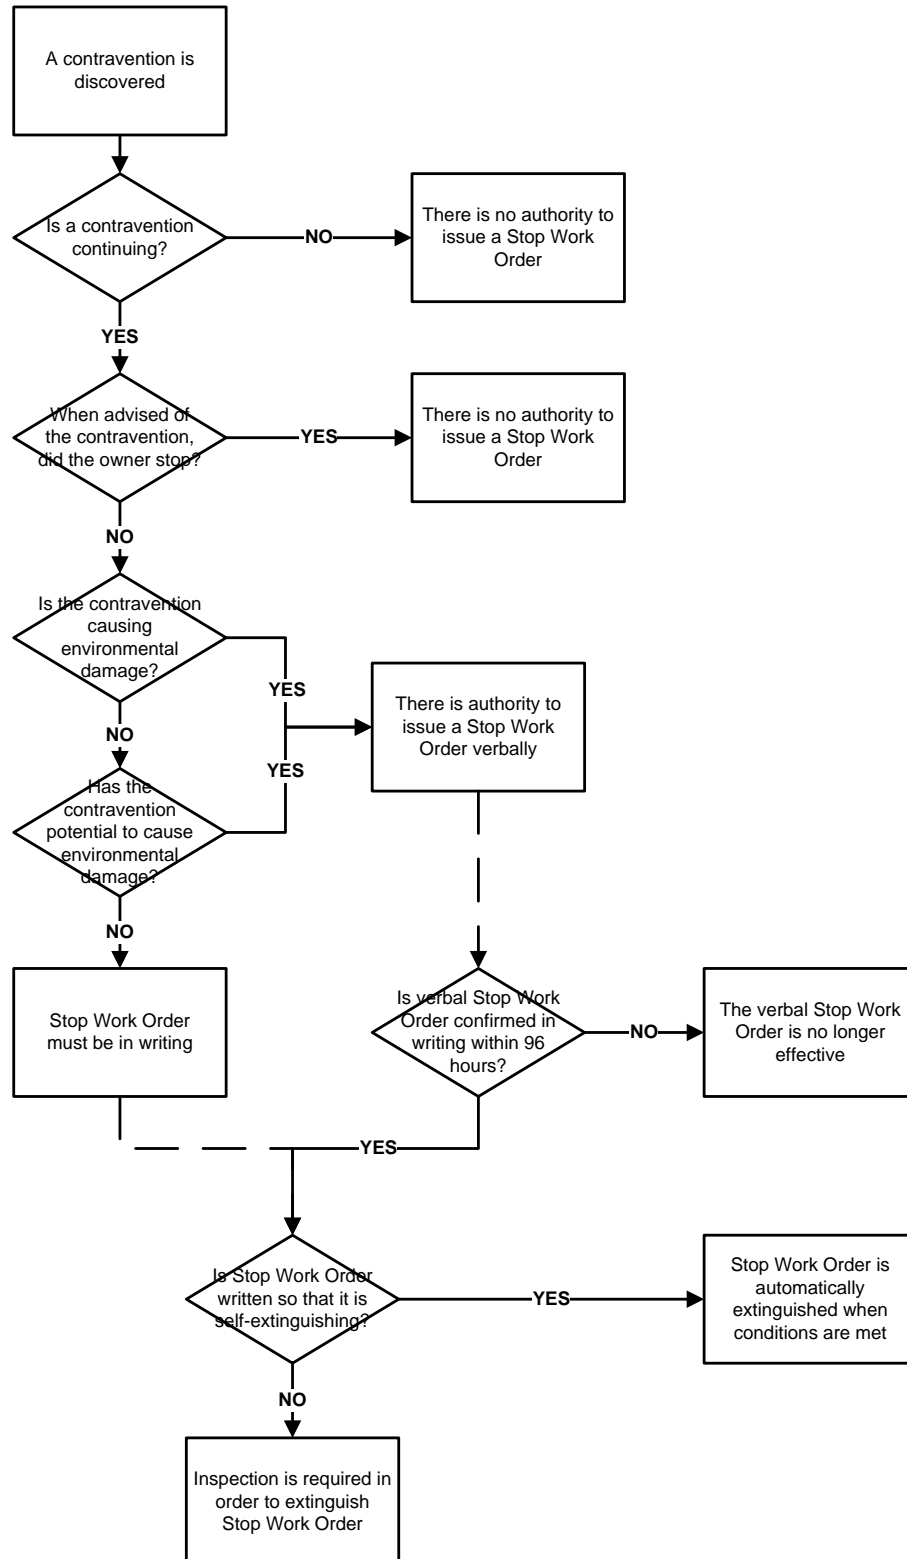 A contravention is
discovered
Is a contravention
continuing?
NO
There is no authority to
issue a Stop Work
Order
YES
When advised of
the contravention,
did the owner stop?
YES
There is no authority to
issue a Stop Work
Order
NO
Is the contravention
causing
environmental
damage?
YES
There is authority to
issue a Stop Work
Order verbally
NO
YES
Has the
contravention
potential to cause
environmental
damage?
NO
Stop Work Order
must be in writing
Is verbal Stop Work
Order confirmed in
writing within 96
hours?
NO
The verbal Stop Work
Order is no longer
effective
YES
Is Stop Work Order
written so that it is
self-extinguishing?
YES
Stop Work Order is
automatically
extinguished when
conditions are met
NO
Inspection is required in
order to extinguish
Stop Work Order